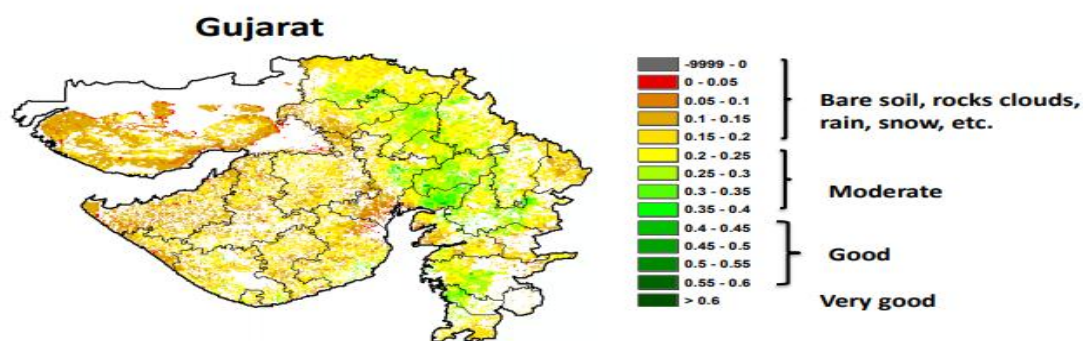 Gujarat
-9999 - 0
0 - 0.05
0.05 - 0.1
0.1 - 0.15
0.15 - 0.2
0.2 - 0.25
0.25 - 0.3
0.3 - 0.35
0.35 - 0.4
0.4 - 0.45
0.45 - 0.5
0.5 - 0.55
0.55 - 0.6
> 0.6
Bare soil, rocks clouds,
rain, snow, etc.
Moderate
Good
Very good